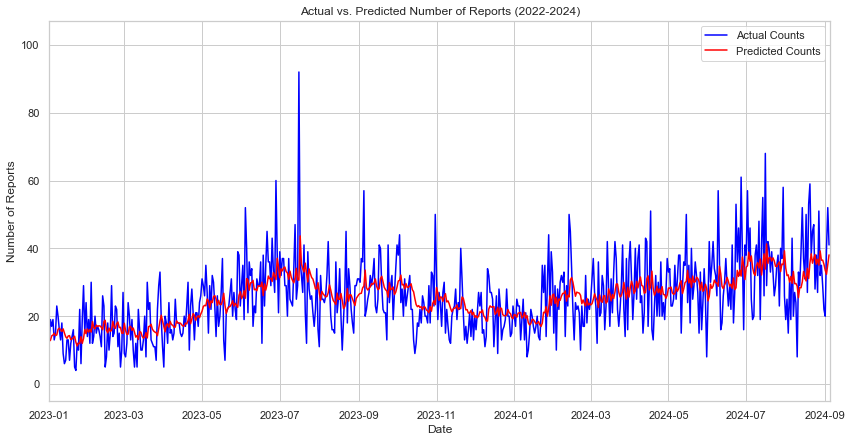 Actual vs. Predicted Number of Reports (2022-2024)
Actual Counts
Predicted Counts
Number of Reports
100
80
60
40
20
0
2023-01 2023-03 2023-05 2023-07 2023-09 2023-11 2024-01 2024-03 2024-05 2024-07 2024-09
Date